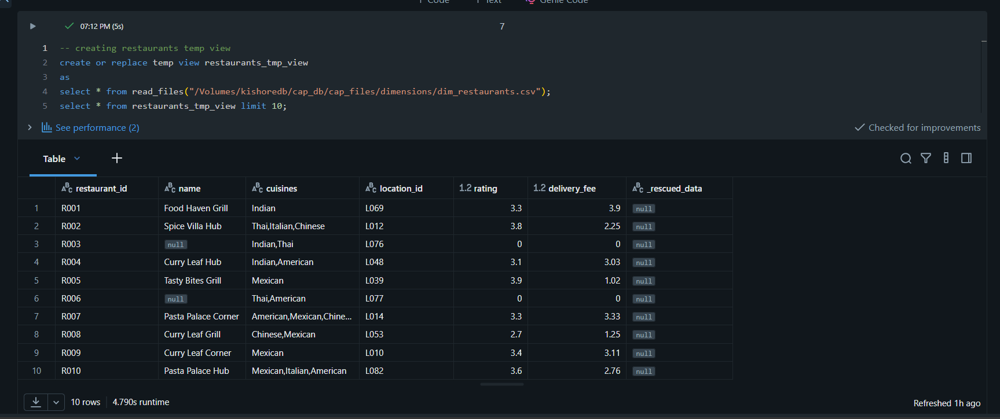 Code Text Genie Code
07:12 PM (5s) 7
1 -- creating restaurants temp view
2 create or replace temp view restaurants_tmp_view
3 as
4 select * from read_files("/Volumes/kishoredb/cap_db/cap_files/dimensions/dim_restaurants.csv");
5 select * from restaurants_tmp_view limit 10;
See performance (2) Checked for improvements
Table +
restaurant_id name cuisines location_id 1.2 rating 1.2 delivery_fee _rescued_data
1 R001 Food Haven Grill Indian L069 3.3 3.9 null
2 R002 Spice Villa Hub Thai,Italian,Chinese L012 3.8 2.25 null
3 R003 null Indian,Thai L076 0 0 null
4 R004 Curry Leaf Hub Indian,American L048 3.1 3.03 null
5 R005 Tasty Bites Grill Mexican L039 3.9 1.02 null
6 R006 null Thai,American L077 0 0 null
7 R007 Pasta Palace Corner American,Mexican,Chine... L014 3.3 3.33 null
8 R008 Curry Leaf Grill Chinese,Mexican L053 2.7 1.25 null
9 R009 Curry Leaf Corner Mexican L010 3.4 3.11 null
10 R010 Pasta Palace Hub Mexican,Italian,American L082 3.6 2.76 null
10 rows 4.790s runtime Refreshed 1h ago